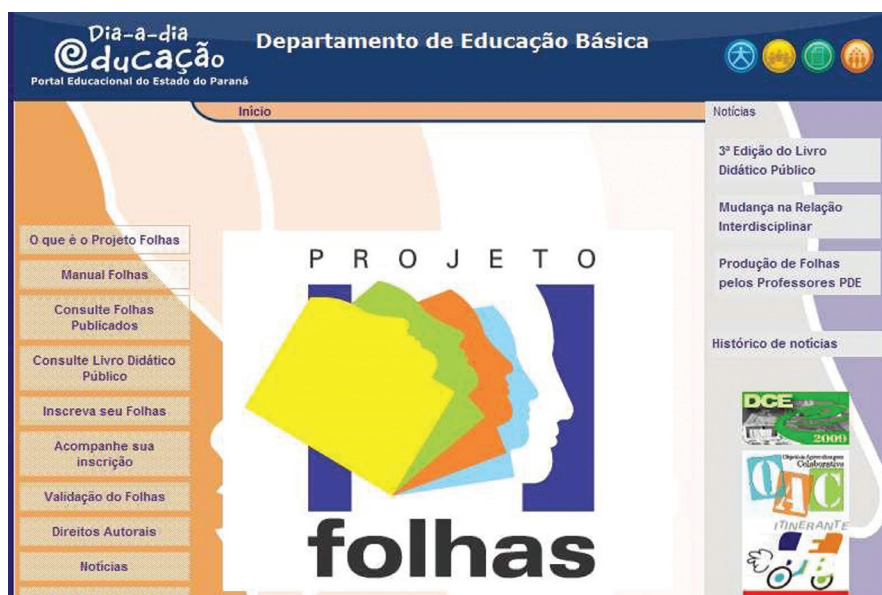 Dia-a-dia
@ducação
Portal Educacional do Estado do Paraná
Departamento de Educação Básica
Início
O que é o Projeto Folhas
Manual Folhas
Consulte Folhas
Publicados
Consulte Livro Didático
Público
Inscreva seu Folhas
Acompanhe sua
inscrição
Validação do Folhas
Direitos Autorais
Notícias
PROJETO
folhas
Notícias
3ª Edição do Livro
Didático Público
Mudança na Relação
Interdisciplinar
Produção de Folhas
pelos Professores PDE
Histórico de notícias
DCE
2009
Colaborativo
OAC
ITINERANTE